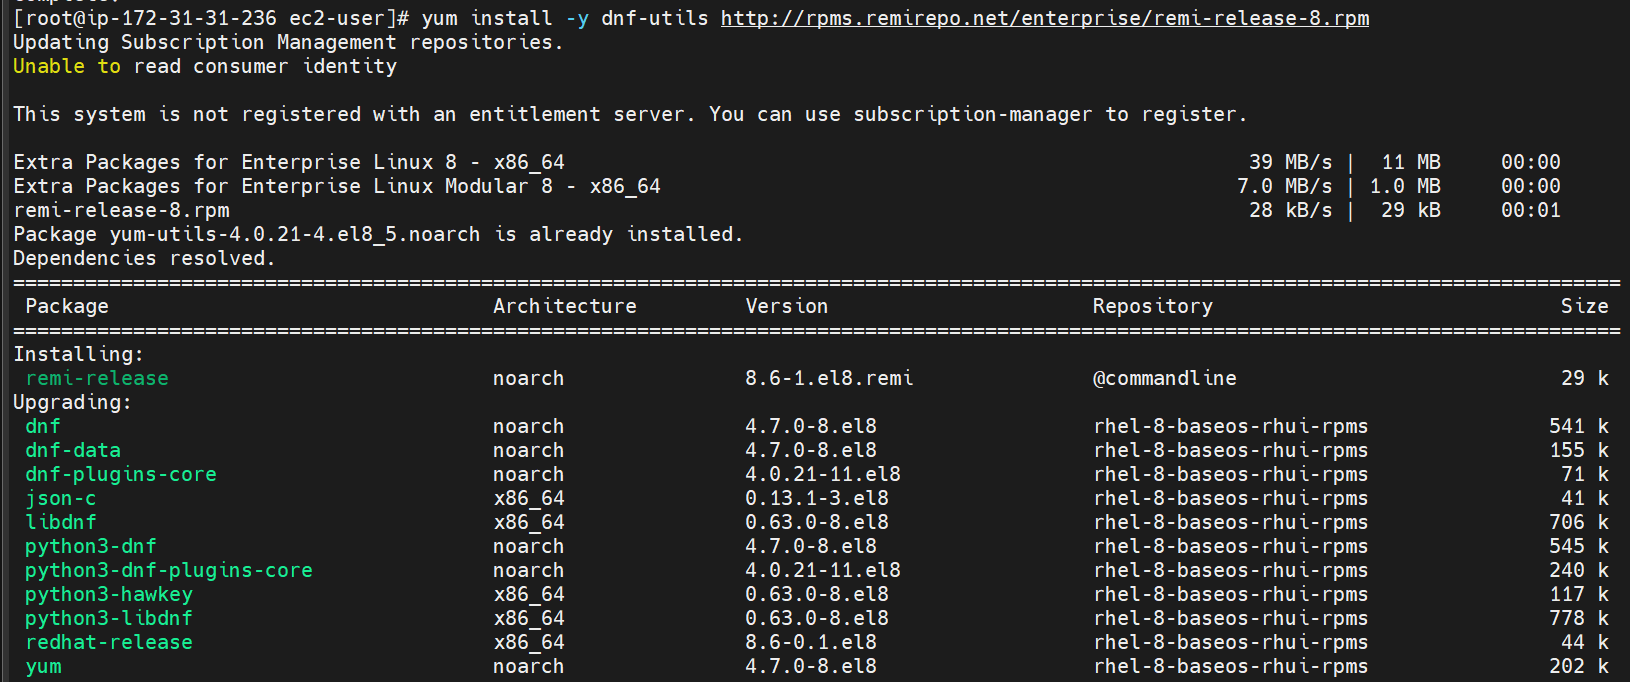 [root@ip-172-31-31-236 ec2-user]# yum install -y dnf-utils http://rpms.remirepo.net/enterprise/remi-release-8.rpm
Updating Subscription Management repositories.
Unable to read consumer identity
This system is not registered with an entitlement server. You can use subscription-manager to register.
Extra Packages for Enterprise Linux 8 - x86_64 39 MB/s | 11 MB 00:00
Extra Packages for Enterprise Linux Modular 8 - x86_64 7.0 MB/s | 1.0 MB 00:00
remi-release-8.rpm 28 kB/s | 29 kB 00:01
Package yum-utils-4.0.21-4.el8_5.noarch is already installed.
Dependencies resolved.
Package Architecture Version Repository Size
Installing:
remi-release noarch 8.6-1.el8.remi @commandline 29 k
Upgrading:
dnf noarch 4.7.0-8.el8 rhel-8-baseos-rhui-rpms 541 k
dnf-data noarch 4.7.0-8.el8 rhel-8-baseos-rhui-rpms 155 k
dnf-plugins-core noarch 4.0.21-11.el8 rhel-8-baseos-rhui-rpms 71 k
json-c x86_64 0.13.1-3.el8 rhel-8-baseos-rhui-rpms 41 k
libdnf x86_64 0.63.0-8.el8 rhel-8-baseos-rhui-rpms 706 k
python3-dnf noarch 4.7.0-8.el8 rhel-8-baseos-rhui-rpms 545 k
python3-dnf-plugins-core noarch 4.0.21-11.el8 rhel-8-baseos-rhui-rpms 240 k
python3-hawkey x86_64 0.63.0-8.el8 rhel-8-baseos-rhui-rpms 117 k
python3-libdnf x86_64 0.63.0-8.el8 rhel-8-baseos-rhui-rpms 778 k
redhat-release x86_64 8.6-0.1.el8 rhel-8-baseos-rhui-rpms 44 k
yum noarch 4.7.0-8.el8 rhel-8-baseos-rhui-rpms 202 k